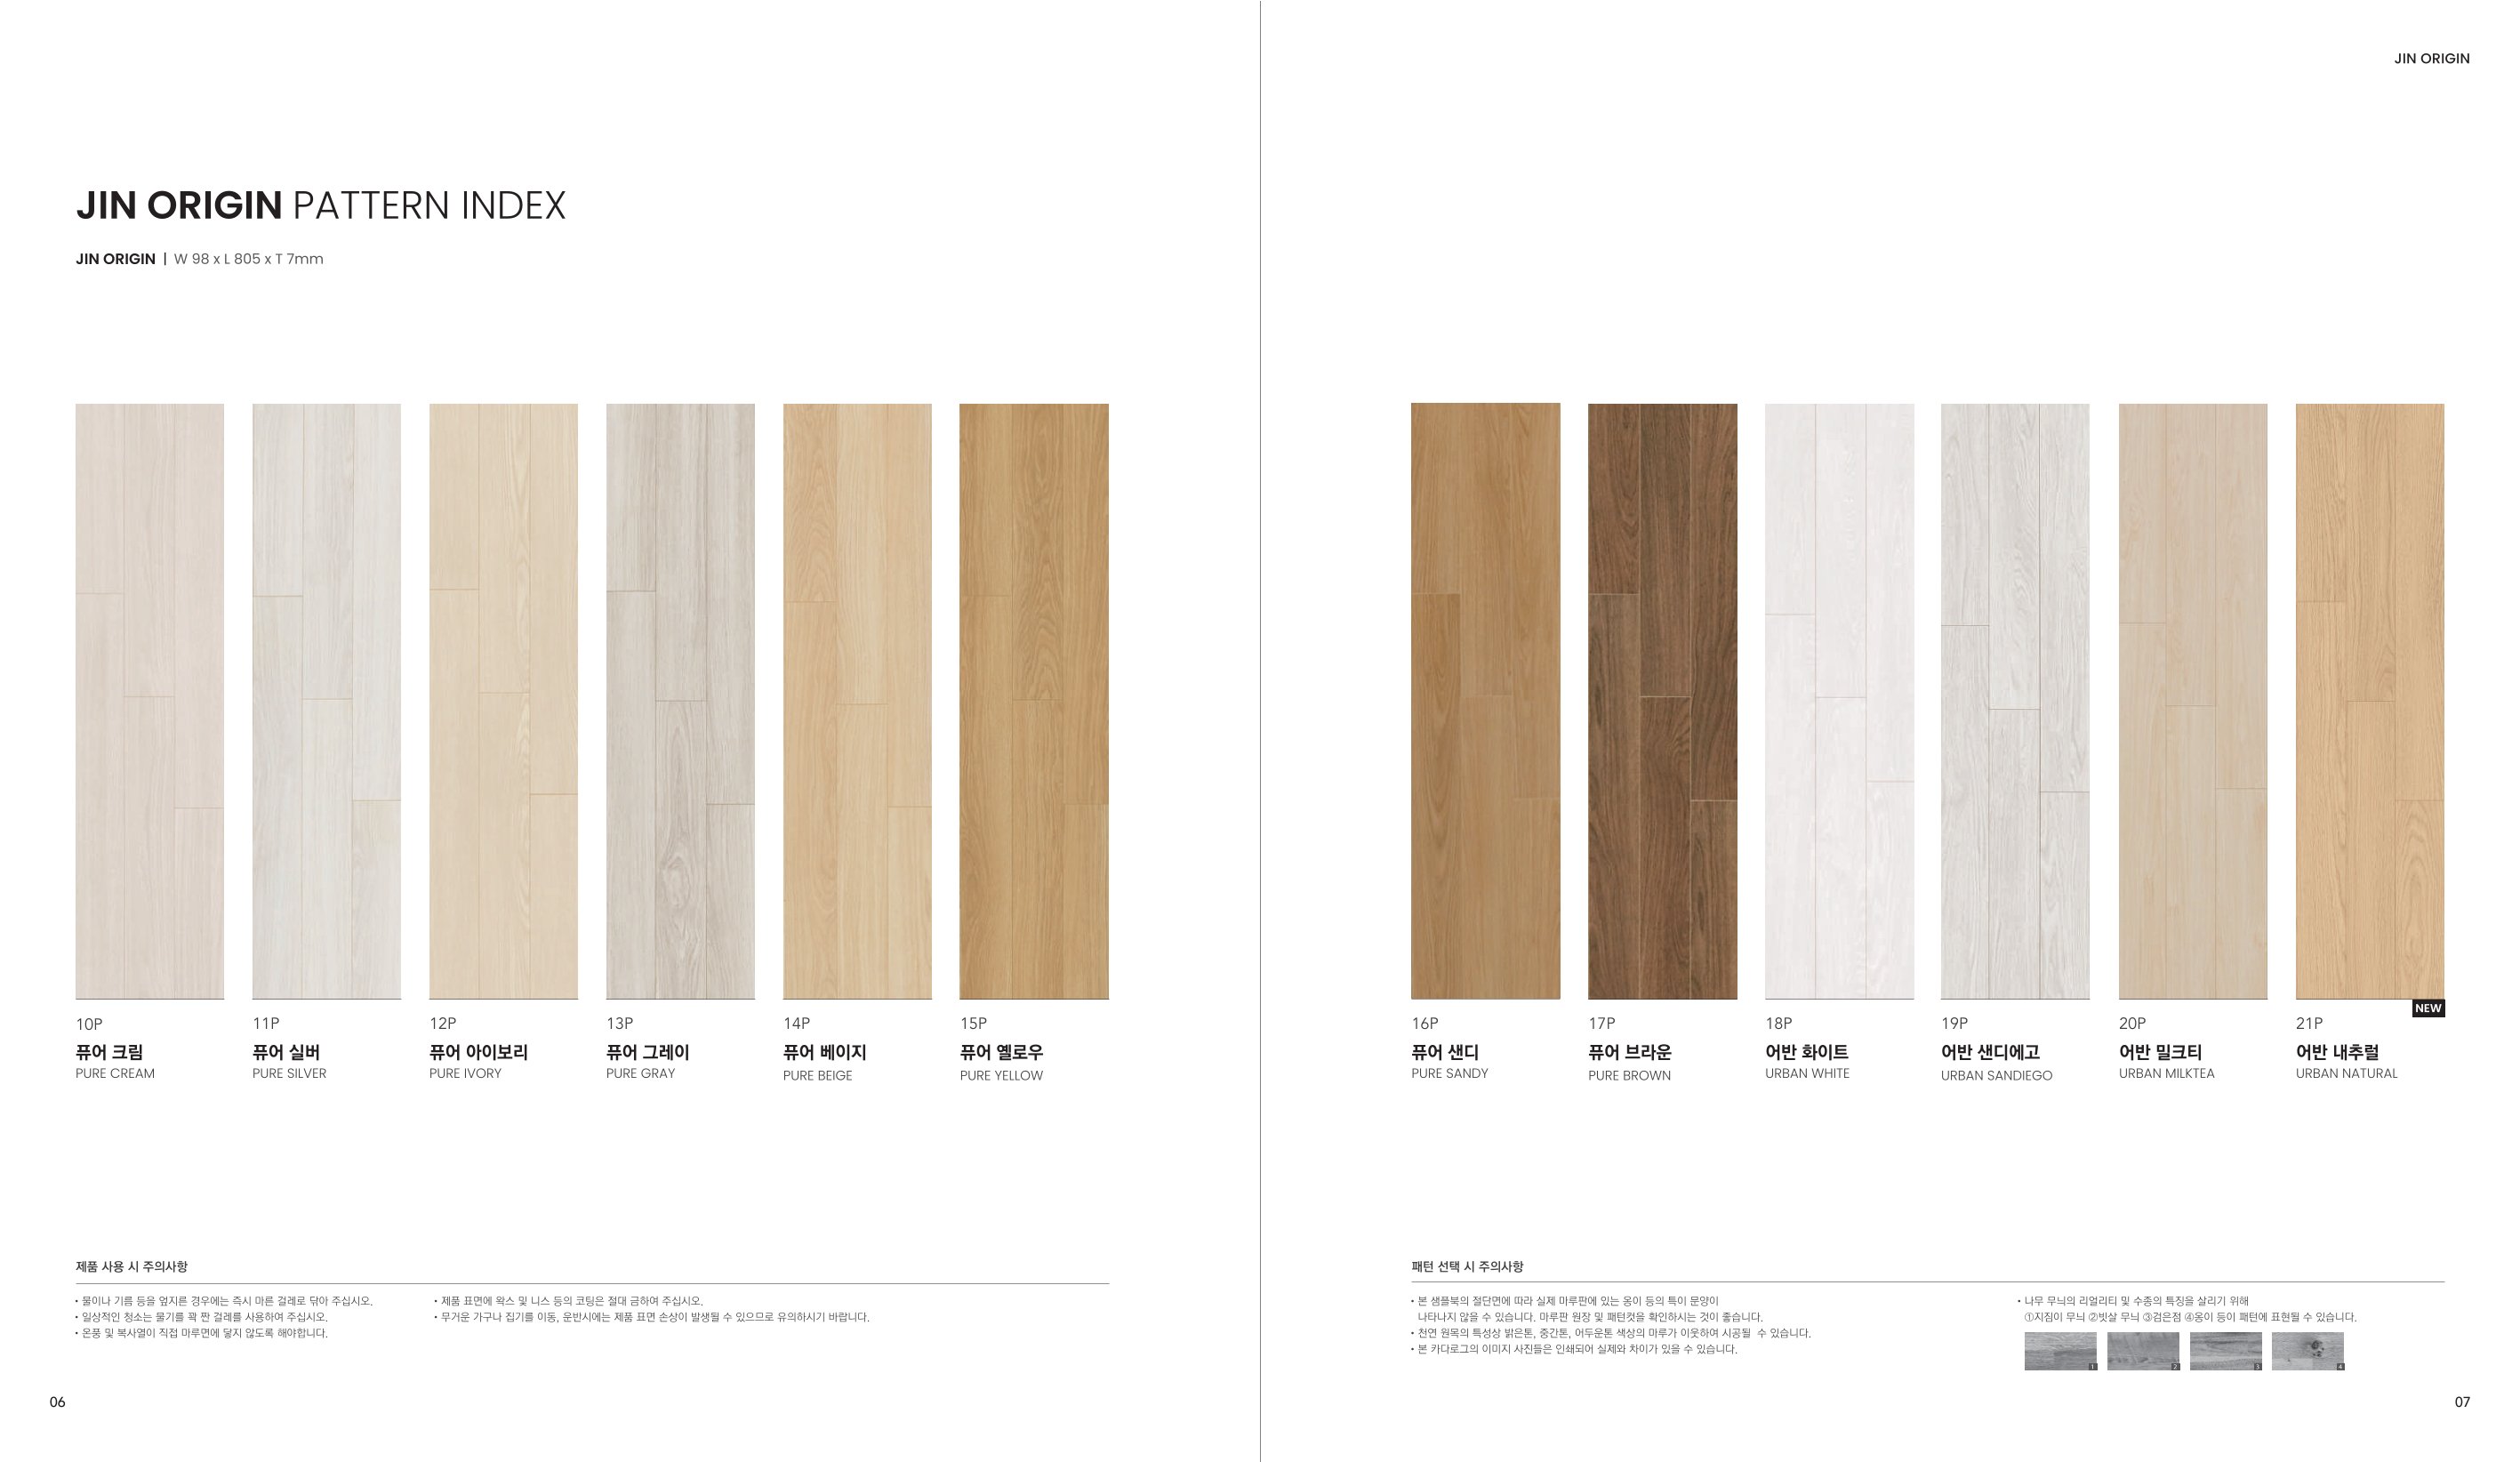 JIN ORIGIN
JIN ORIGIN PATTERN INDEX
JIN ORIGIN | W 98 x L 805 x T 7mm
10P
퓨어 크림
PURE CREAM
11P
퓨어 실버
PURE SILVER
12P
퓨어 아이보리
PURE IVORY
13P
퓨어 그레이
PURE GRAY
14P
퓨어 베이지
PURE BEIGE
15P
퓨어 옐로우
PURE YELLOW
16P
퓨어 샌디
PURE SANDY
17P
퓨어 브라운
PURE BROWN
18P
어반 화이트
URBAN WHITE
19P
어반 샌디에고
URBAN SANDIEGO
20P
어반 밀크티
URBAN MILKTEA
NEW
21P
어반 내추럴
URBAN NATURAL
제품 사용 시 주의사항
• 물이나 기름 등을 엎지른 경우에는 즉시 마른 걸레로 닦아 주십시오.
• 일상적인 청소는 물기를 꽉 짠 걸레를 사용하여 주십시오.
• 온풍 및 복사열이 직접 마루면에 닿지 않도록 해야합니다.
• 제품 표면에 왁스 및 니스 등의 코팅은 절대 금하여 주십시오.
• 무거운 가구나 집기를 이동, 운반시에는 제품 표면 손상이 발생될 수 있으므로 유의하시기 바랍니다.
패턴 선택 시 주의사항
• 본 샘플북의 절단면에 따라 실제 마루판에 있는 옹이 등의 특이 문양이
나타나지 않을 수 있습니다. 마루판 원장 및 패턴컷을 확인하시는 것이 좋습니다.
• 천연 원목의 특성상 밝은톤, 중간톤, 어두운톤 색상의 마루가 이웃하여 시공될 수 있습니다.
• 본 카다로그의 이미지 사진들은 인쇄되어 실제와 차이가 있을 수 있습니다.
• 나무 무늬의 리얼리티 및 수종의 특징을 살리기 위해
①지짐이 무늬 ②빗살 무늬 ③검은점 ④옹이 등이 패턴에 표현될 수 있습니다.
1
2
3
4
06
07